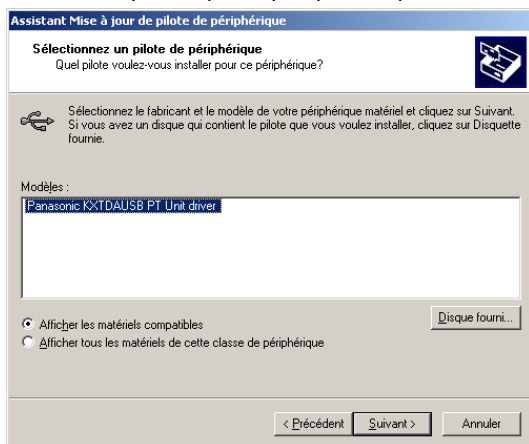 Assistant Mise à jour de pilote de périphérique
Sélectionnez un pilote de périphérique
Quel pilote voulez-vous installer pour ce périphérique?
Sélectionnez le fabricant et le modèle de votre périphérique matériel et cliquez sur Suivant.
Si vous avez un disque qui contient le pilote que vous voulez installer, cliquez sur Disquette
fournie.
Modèles :
Panasonic KXTDAUSB PT Unit driver
Disque fourni...
Afficher les matériels compatibles
Afficher tous les matériels de cette classe de périphérique
< Précédent
Suivant >
Annuler